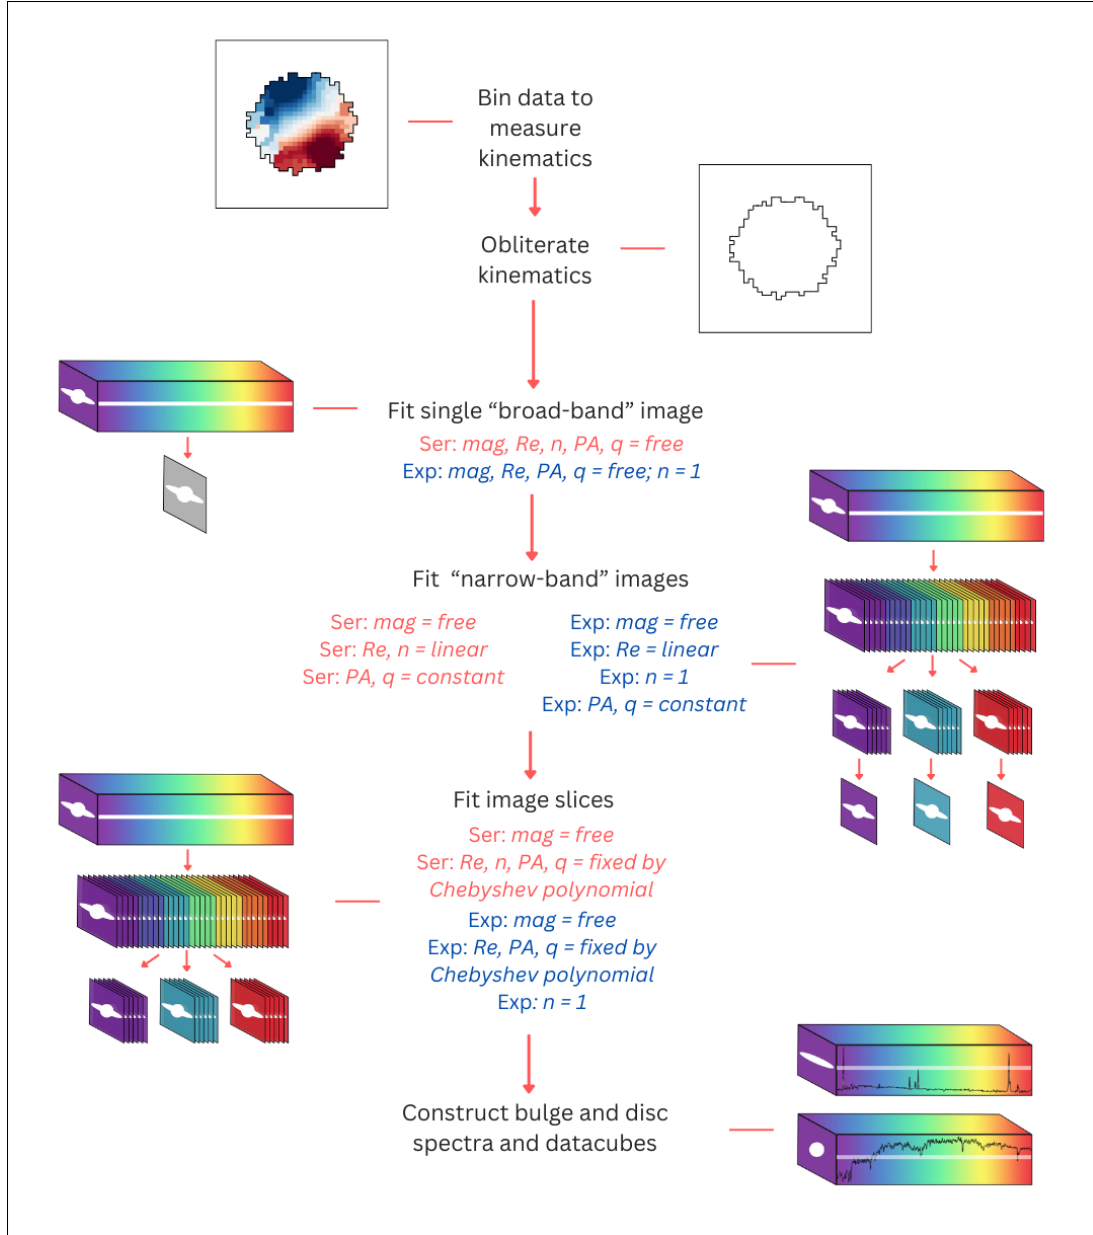 Bin data to
measure
kinematics
Obliterate
kinematics
Fit single “broad-band” image
Ser: mag, Re, n, PA, q = free
Exp: mag, Re, PA, q = free; n = 1
Fit “narrow-band” images
Ser: mag = free
Ser: Re, n = linear
Ser: PA, q = constant
Exp: mag = free
Exp: Re = linear
Exp: n = 1
Exp: PA, q = constant
Fit image slices
Ser: mag = free
Ser: Re, n, PA, q = fixed by
Chebyshev polynomial
Exp: mag = free
Exp: Re, PA, q = fixed by
Chebyshev polynomial
Exp: n = 1
Construct bulge and disc
spectra and datacubes